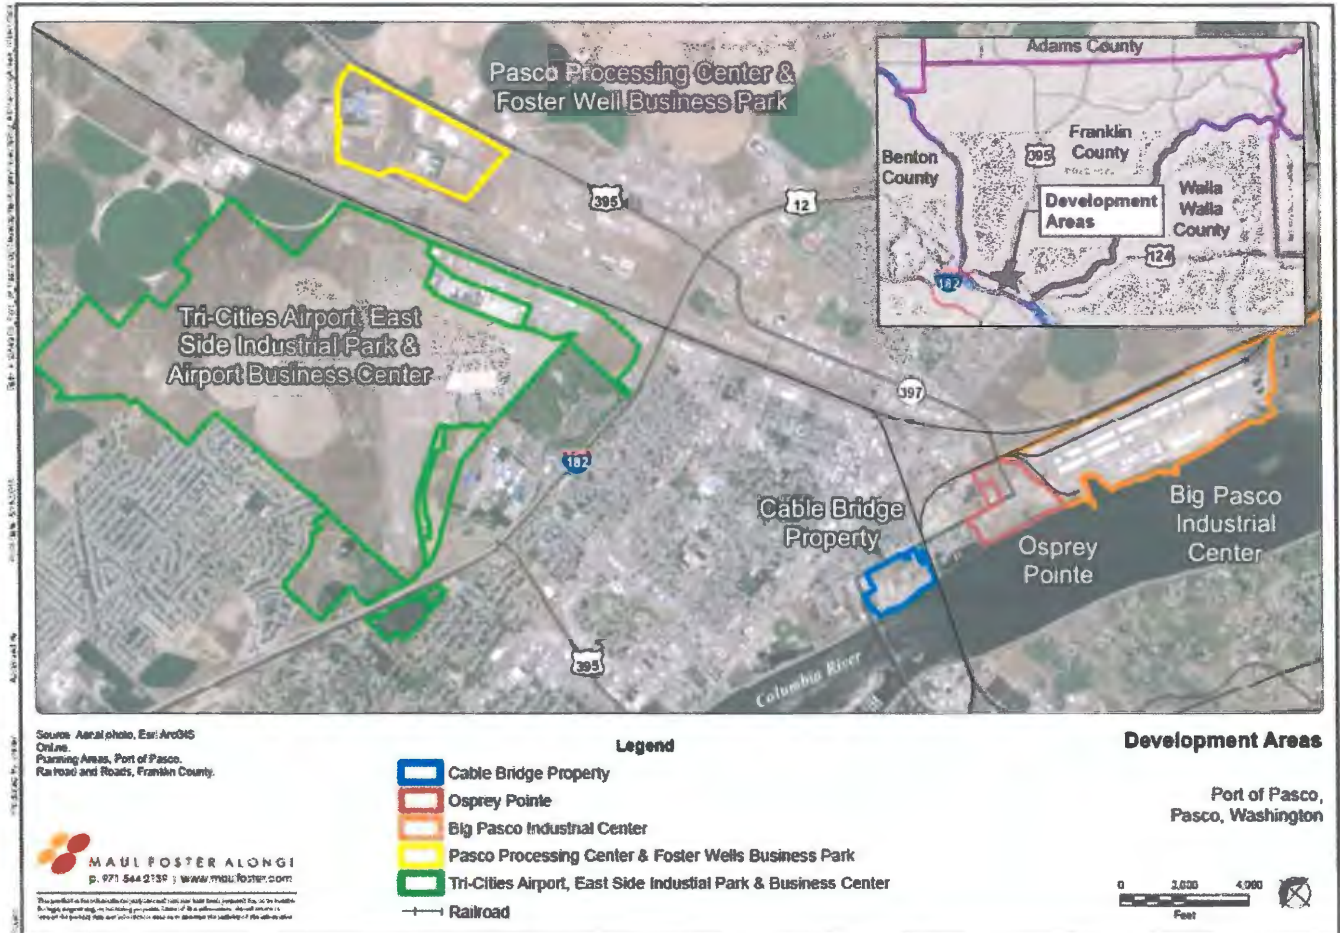 Pasco Processing Center &
Foster Well Business Park
Adams County
Franklin
County
395
Benton
County
Development
Areas
Walla
Walla
County
124
182
395
12
Tri-Cities Airport, East
Side Industrial Park &
Airport Business Center
397
182
Cable Bridge
Property
Big Pasco
Industrial
Center
Osprey
Pointe
395
Columbia River
Source: Aerial photo, Esri ArcGIS
Online.
Planning Areas, Port of Pasco.
Railroad and Roads, Franklin County.
Legend
Cable Bridge Property
Osprey Pointe
Big Pasco Industrial Center
Pasco Processing Center & Foster Wells Business Park
Tri-Cities Airport, East Side Industial Park & Business Center
Railroad
Development Areas
Port of Pasco,
Pasco, Washington
MAUL FOSTER ALONGI
p. 971 544 2139 | www.maulfoster.com
0 4,000
Feet